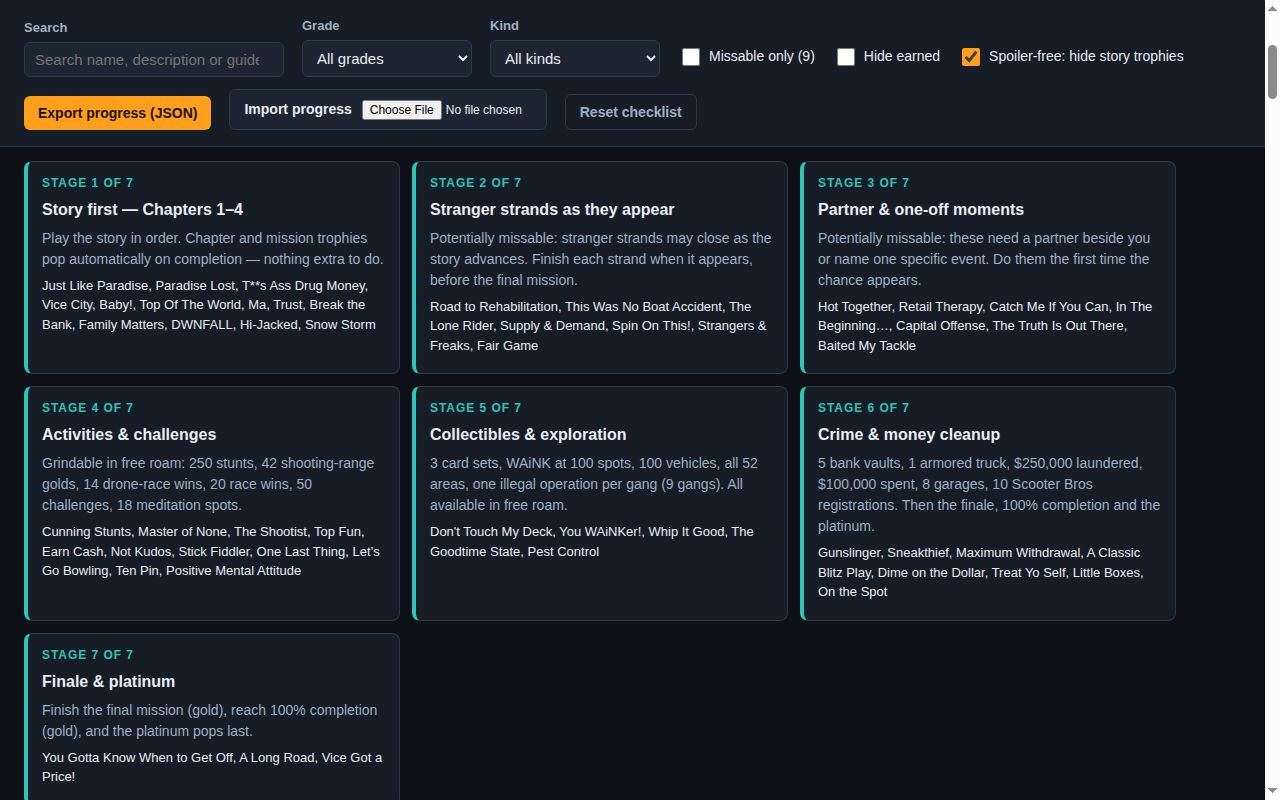 Search
Grade
Kind
Search name, description or guide
All grades
All kinds
Missable only (9)
Hide earned
Spoiler-free: hide story trophies
Export progress (JSON)
Import progress
Choose File
No file chosen
Reset checklist
STAGE 1 OF 7
Story first — Chapters 1–4
Play the story in order. Chapter and mission trophies
pop automatically on completion — nothing extra to do.
Just Like Paradise, Paradise Lost, T**s Ass Drug Money,
Vice City, Baby!, Top Of The World, Ma, Trust, Break the
Bank, Family Matters, DWNFALL, Hi-Jacked, Snow Storm
STAGE 2 OF 7
Stranger strands as they appear
Potentially missable: stranger strands may close as the
story advances. Finish each strand when it appears,
before the final mission.
Road to Rehabilitation, This Was No Boat Accident, The
Lone Rider, Supply & Demand, Spin On This!, Strangers &
Freaks, Fair Game
STAGE 3 OF 7
Partner & one-off moments
Potentially missable: these need a partner beside you
or name one specific event. Do them the first time the
chance appears.
Hot Together, Retail Therapy, Catch Me If You Can, In The
Beginning…, Capital Offense, The Truth Is Out There,
Baited My Tackle
STAGE 4 OF 7
Activities & challenges
Grindable in free roam: 250 stunts, 42 shooting-range
golds, 14 drone-race wins, 20 race wins, 50
challenges, 18 meditation spots.
Cunning Stunts, Master of None, The Shootist, Top Fun,
Earn Cash, Not Kudos, Stick Fiddler, One Last Thing, Let's
Go Bowling, Ten Pin, Positive Mental Attitude
STAGE 5 OF 7
Collectibles & exploration
3 card sets, WAiNK at 100 spots, 100 vehicles, all 52
areas, one illegal operation per gang (9 gangs). All
available in free roam.
Don't Touch My Deck, You WAiNKer!, Whip It Good, The
Goodtime State, Pest Control
STAGE 6 OF 7
Crime & money cleanup
5 bank vaults, 1 armored truck, $250,000 laundered,
$100,000 spent, 8 garages, 10 Scooter Bros
registrations. Then the finale, 100% completion and the
platinum.
Gunslinger, Sneakthief, Maximum Withdrawal, A Classic
Blitz Play, Dime on the Dollar, Treat Yo Self, Little Boxes,
On the Spot
STAGE 7 OF 7
Finale & platinum
Finish the final mission (gold), reach 100% completion
(gold), and the platinum pops last.
You Gotta Know When to Get Off, A Long Road, Vice Got a
Price!